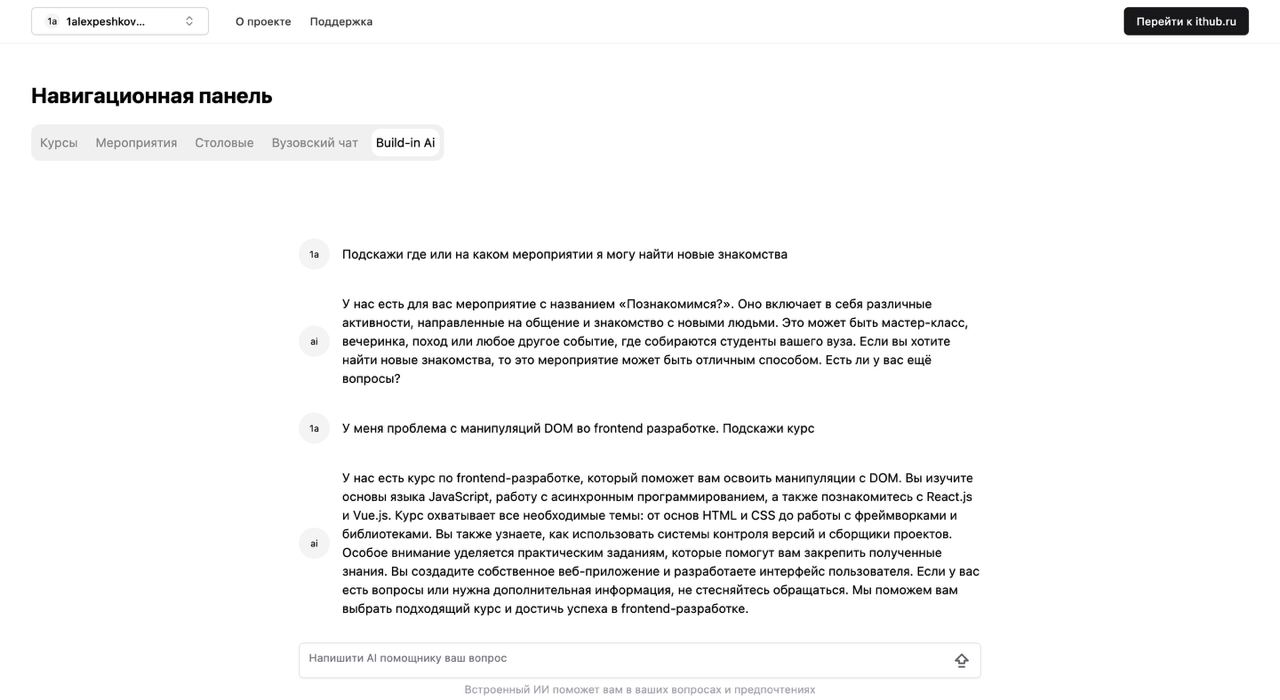 1a 1alexpeshkov... О проекте Поддержка Перейти к ithub.ru
Навигационная панель
Курсы Мероприятия Столовые Вузовский чат Build-in Ai
1a Подскажи где или на каком мероприятии я могу найти новые знакомства
У нас есть для вас мероприятие с названием «Познакомимся?». Оно включает в себя различные
активности, направленные на общение и знакомство с новыми людьми. Это может быть мастер-класс,
ai вечеринка, поход или любое другое событие, где собираются студенты вашего вуза. Если вы хотите
найти новые знакомства, то это мероприятие может быть отличным способом. Есть ли у вас ещё
вопросы?
1a У меня проблема с манипуляций DOM во frontend разработке. Подскажи курс
У нас есть курс по frontend-разработке, который поможет вам освоить манипуляции с DOM. Вы изучите
основы языка JavaScript, работу с асинхронным программированием, а также познакомитесь с React.js
и Vue.js. Курс охватывает все необходимые темы: от основ HTML и CSS до работы с фреймворками и
библиотеками. Вы также узнаете, как использовать системы контроля версий и сборщики проектов.
ai Особое внимание уделяется практическим заданиям, которые помогут вам закрепить полученные
знания. Вы создадите собственное веб-приложение и разработаете интерфейс пользователя. Если у вас
есть вопросы или нужна дополнительная информация, не стесняйтесь обращаться. Мы поможем вам
выбрать подходящий курс и достичь успеха в frontend-разработке.
Напишити AI помощнику ваш вопрос
Встроенный ИИ поможет вам в ваших вопросах и предпочтениях